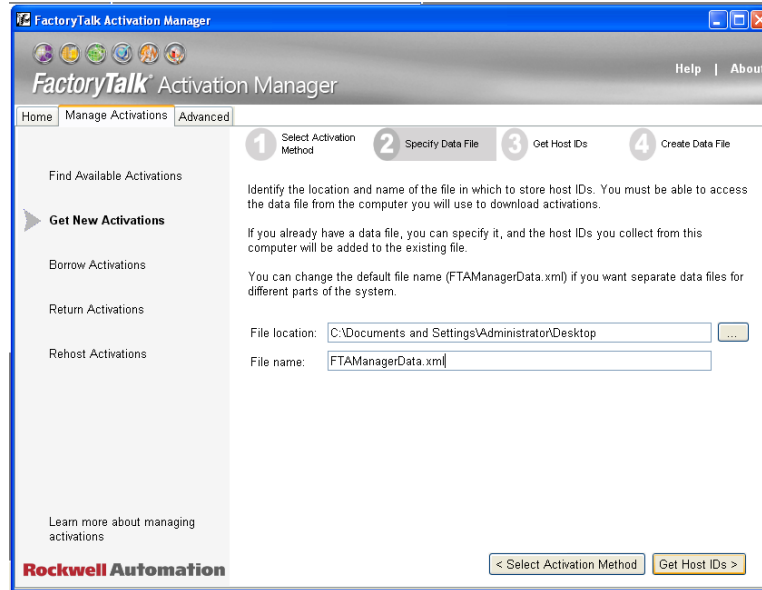 FactoryTalk Activation Manager
FactoryTalk® Activation Manager
Help | About
Home Manage Activations Advanced
1 Select Activation Method
2 Specify Data File
3 Get Host IDs
4 Create Data File
Find Available Activations
Get New Activations
Borrow Activations
Return Activations
Rehost Activations
Identify the location and name of the file in which to store host IDs. You must be able to access
the data file from the computer you will use to download activations.
If you already have a data file, you can specify it, and the host IDs you collect from this
computer will be added to the existing file.
You can change the default file name (FTAManagerData.xml) if you want separate data files for
different parts of the system.
File location: C:\Documents and Settings\Administrator\Desktop ...
File name: FTAManagerData.xml
Learn more about managing
activations
Rockwell Automation
< Select Activation Method Get Host IDs >